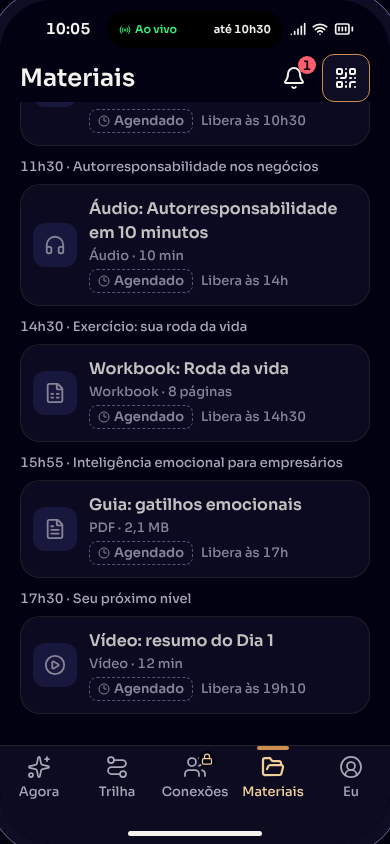 10:05
Ao vivo
até 10h30
Materiais
1
Agendado Libera às 10h30
11h30 · Autorresponsabilidade nos negócios
Áudio: Autorresponsabilidade
em 10 minutos
Áudio · 10 min
Agendado Libera às 14h
14h30 · Exercício: sua roda da vida
Workbook: Roda da vida
Workbook · 8 páginas
Agendado Libera às 14h30
15h55 · Inteligência emocional para empresários
Guia: gatilhos emocionais
PDF · 2,1 MB
Agendado Libera às 17h
17h30 · Seu próximo nível
Vídeo: resumo do Dia 1
Vídeo · 12 min
Agendado Libera às 19h10
Agora
Trilha
Conexões
Materiais
Eu